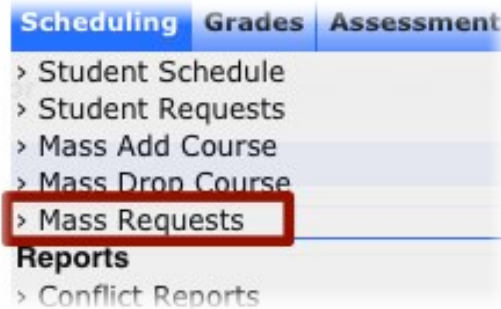 Scheduling Grades Assessment
› Student Schedule
› Student Requests
› Mass Add Course
› Mass Drop Course
› Mass Requests
Reports
› Conflict Reports